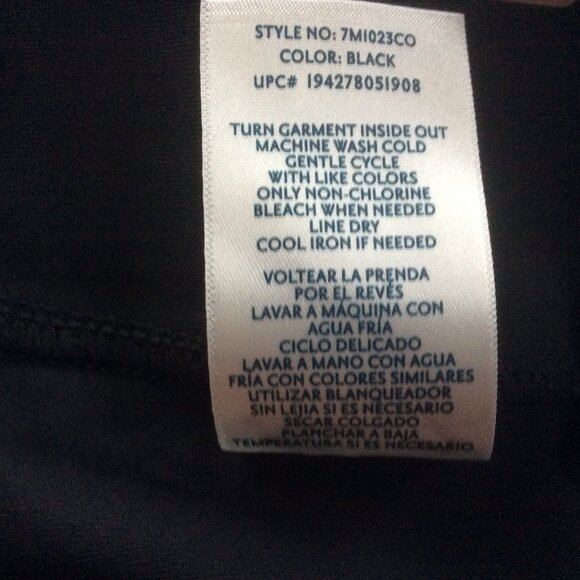 STYLE NO: 7M1023CO
COLOR: BLACK
UPC# 194278051908
TURN GARMENT INSIDE OUT
MACHINE WASH COLD
GENTLE CYCLE
WITH LIKE COLORS
ONLY NON-CHLORINE
BLEACH WHEN NEEDED
LINE DRY
COOL IRON IF NEEDED
VOLTEAR LA PRENDA
POR EL REVÉS
LAVAR A MÁQUINA CON
AGUA FRÍA
CICLO DELICADO
LAVAR A MANO CON AGUA
FRÍA CON COLORES SIMILARES
UTILIZAR BLANQUEADOR
SIN LEJIA SI ES NECESARIO
SECAR COLGADO
PLANCHAR A BAJA
TEMPERATURA SI ES NECESARIO